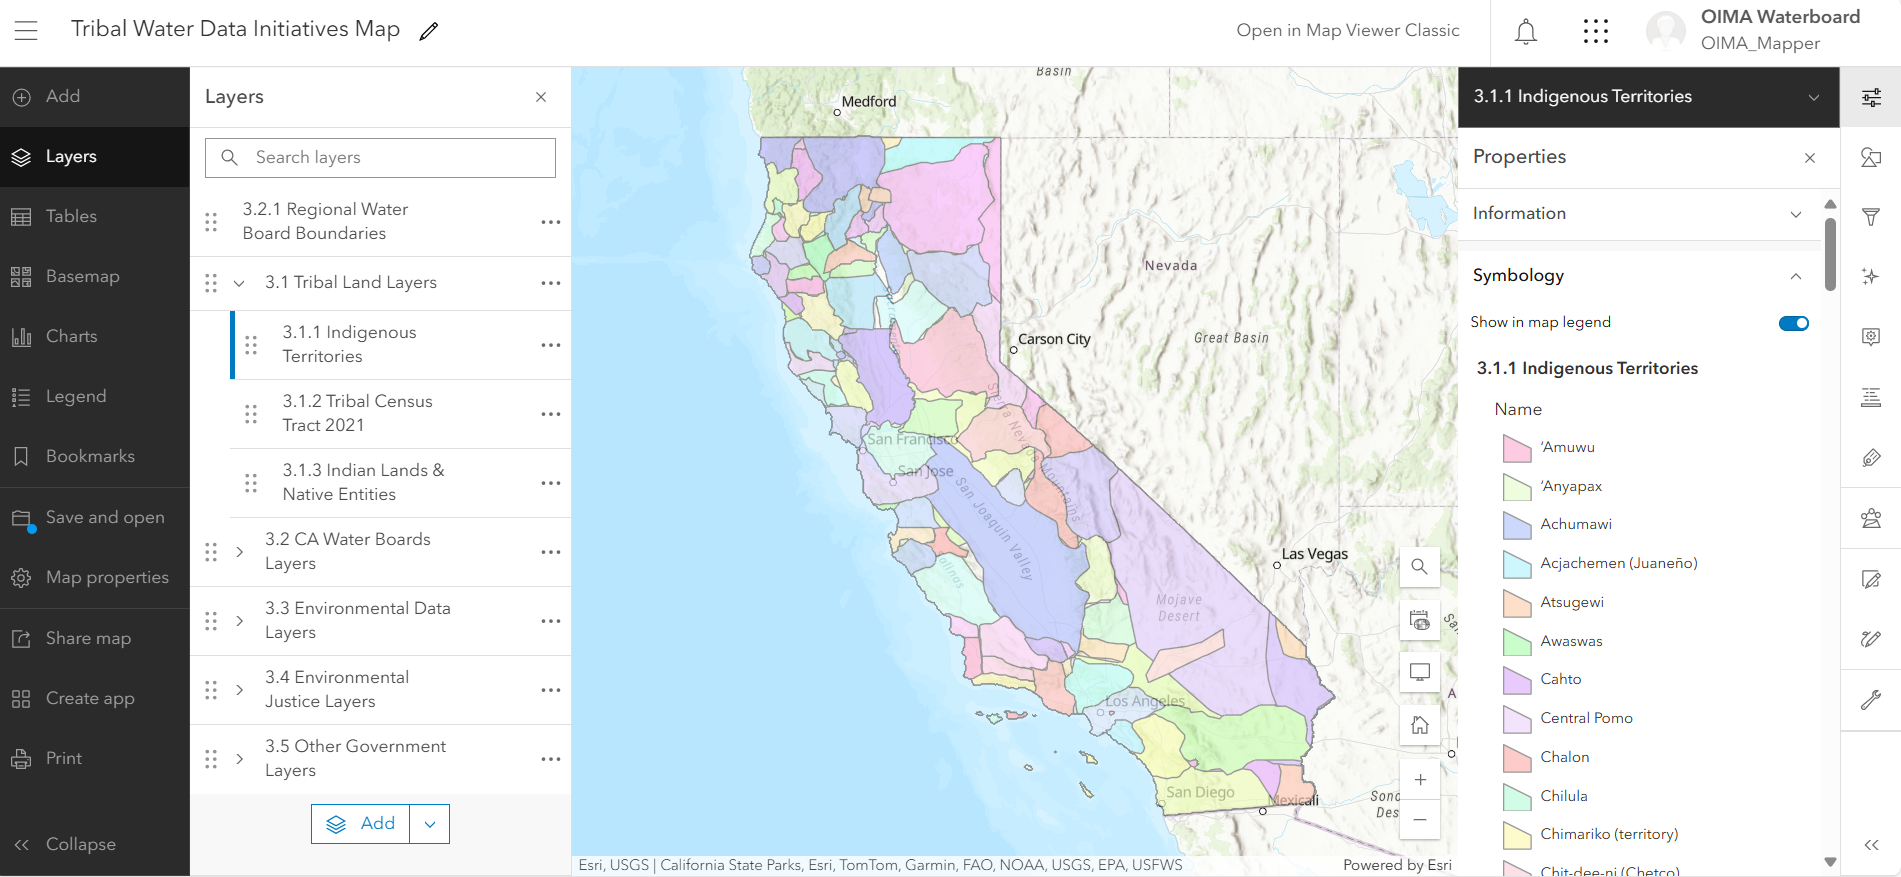 Tribal Water Data Initiatives Map
Open in Map Viewer Classic
OIMA Waterboard
OIMA_Mapper
Add
Layers
Tables
Basemap
Charts
Legend
Bookmarks
Save and open
Map properties
Share map
Create app
Print
Collapse
Layers
Search layers
3.2.1 Regional Water
Board Boundaries
3.1 Tribal Land Layers
3.1.1 Indigenous
Territories
3.1.2 Tribal Census
Tract 2021
3.1.3 Indian Lands &
Native Entities
3.2 CA Water Boards
Layers
3.3 Environmental Data
Layers
3.4 Environmental
Justice Layers
3.5 Other Government
Layers
Add
Basin
Medford
Nevada
Great Basin
Carson City
Sierra Nevada Mountains
San Francisco
San Jose
San Joaquin Valley
Las Vegas
Mojave
Desert
Los Angeles
San Diego
Mexicali
Esri, USGS | California State Parks, Esri, TomTom, Garmin, FAO, NOAA, USGS, EPA, USFWS
Powered by Esri
3.1.1 Indigenous Territories
Properties
Information
Symbology
Show in map legend
3.1.1 Indigenous Territories
Name
‘Amuwu
‘Anyapax
Achumawi
Acjachemen (Juaneño)
Atsugewi
Awaswas
Cahto
Central Pomo
Chalon
Chilula
Chimariko (territory)
Chit-dee-ni (Chetco)